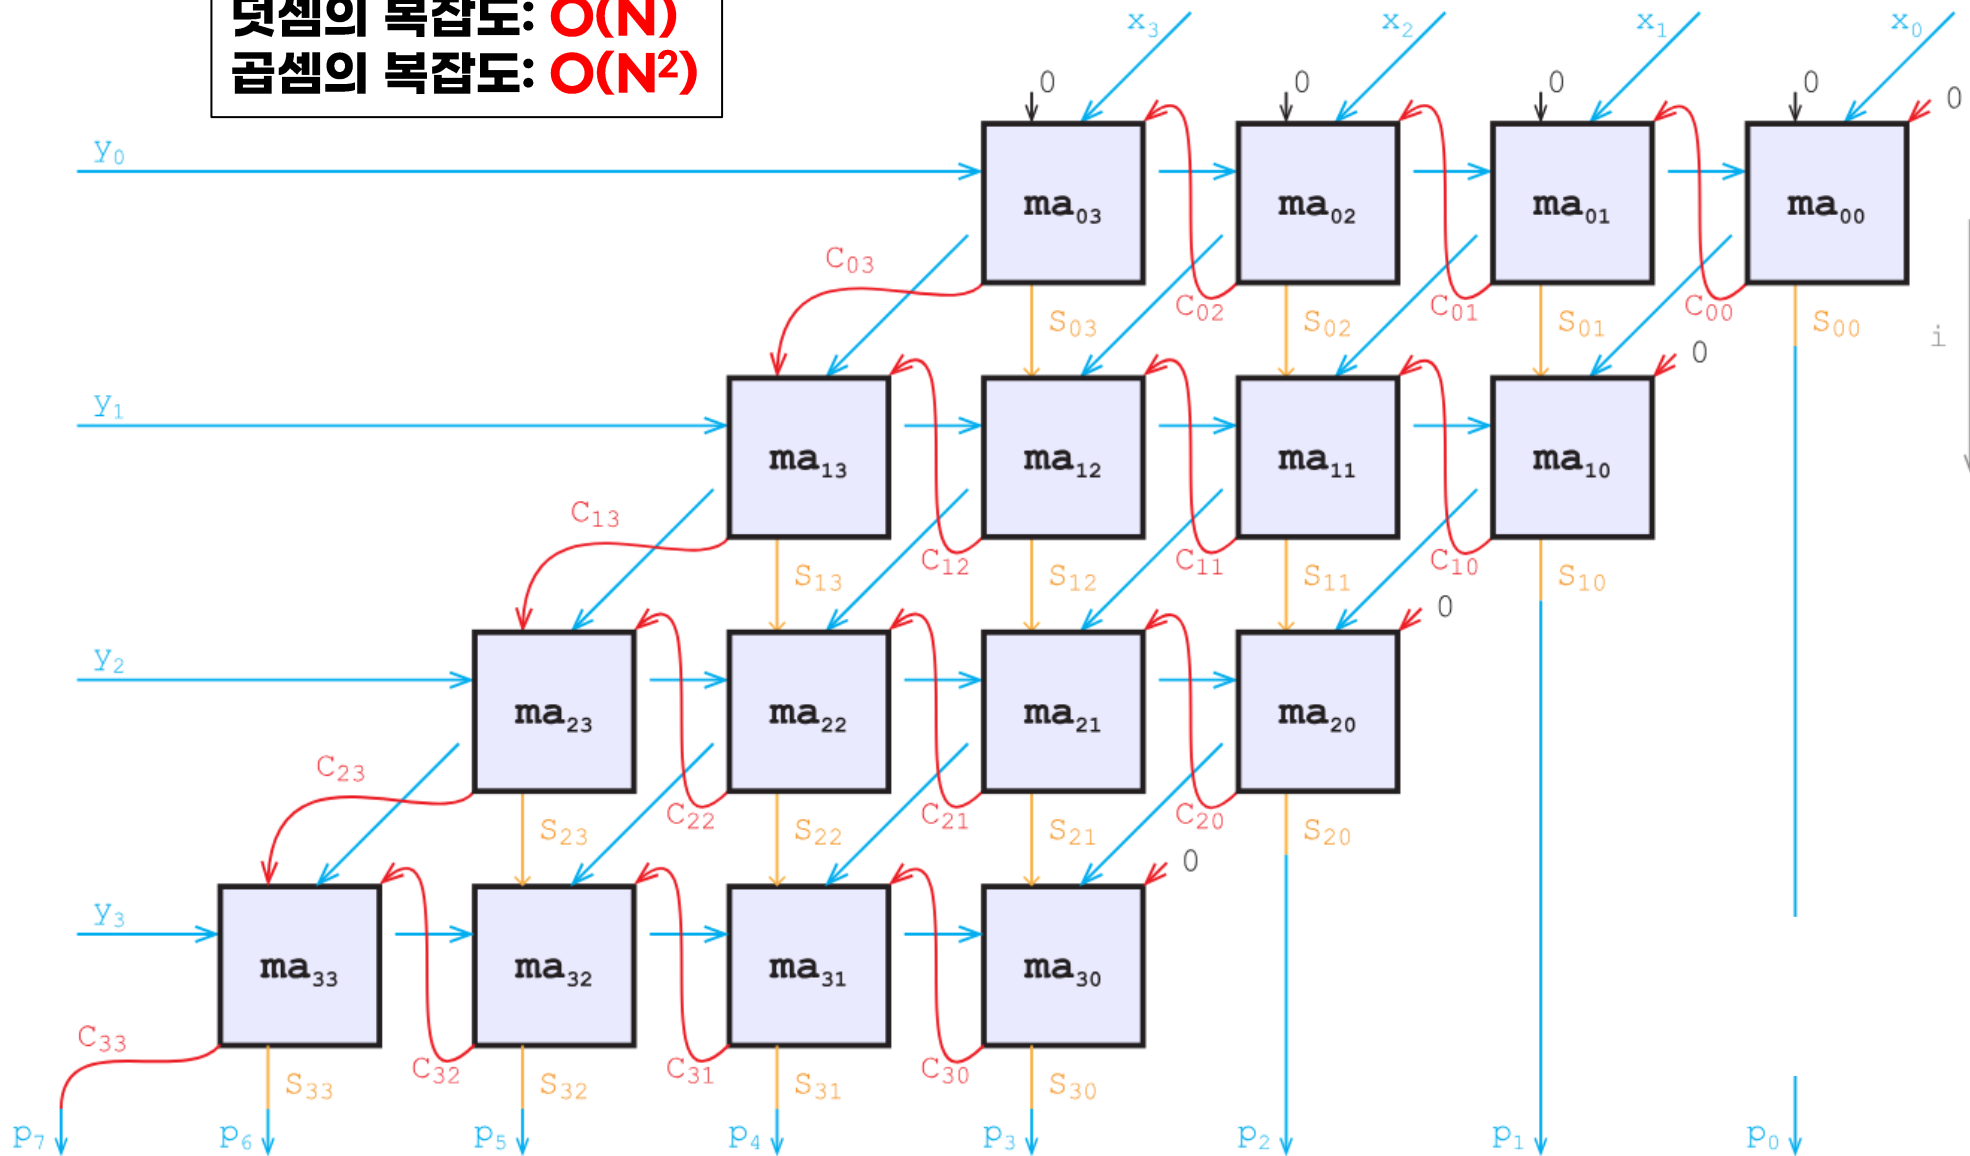 덧셈의 복잡도: O(N)
곱셈의 복잡도: O(N²)
x₃ x₂ x₁ x₀
0 0 0 0 0
y₀
ma₀₃ ma₀₂ ma₀₁ ma₀₀
C₀₃ C₀₂ C₀₁ C₀₀
S₀₃ S₀₂ S₀₁ S₀₀
i
0
y₁
ma₁₃ ma₁₂ ma₁₁ ma₁₀
C₁₃ C₁₂ C₁₁ C₁₀
S₁₃ S₁₂ S₁₁ S₁₀
0
y₂
ma₂₃ ma₂₂ ma₂₁ ma₂₀
C₂₃ C₂₂ C₂₁ C₂₀
S₂₃ S₂₂ S₂₁ S₂₀
0
y₃
ma₃₃ ma₃₂ ma₃₁ ma₃₀
C₃₃ C₃₂ C₃₁ C₃₀
S₃₃ S₃₂ S₃₁ S₃₀
p₇ p₆ p₅ p₄ p₃ p₂ p₁ p₀